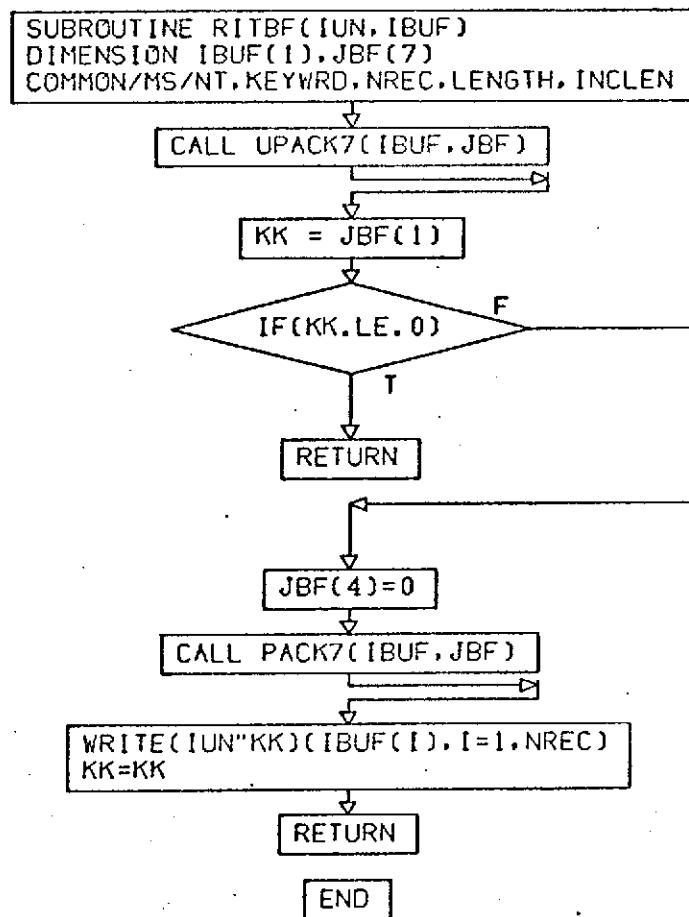 SUBROUTINE RITBF(IUN,IBUF)
DIMENSION IBUF(1),JBF(7)
COMMON/MS/NT,KEYWRD,NREC,LENGTH,INCLEN
CALL UPACK7(IBUF,JBF)
KK = JBF(1)
IF(KK.LE.0)
F
T
RETURN
JBF(4)=0
CALL PACK7(IBUF,JBF)
WRITE(IUN"KK)(IBUF(I),I=1,NREC)
KK=KK
RETURN
END